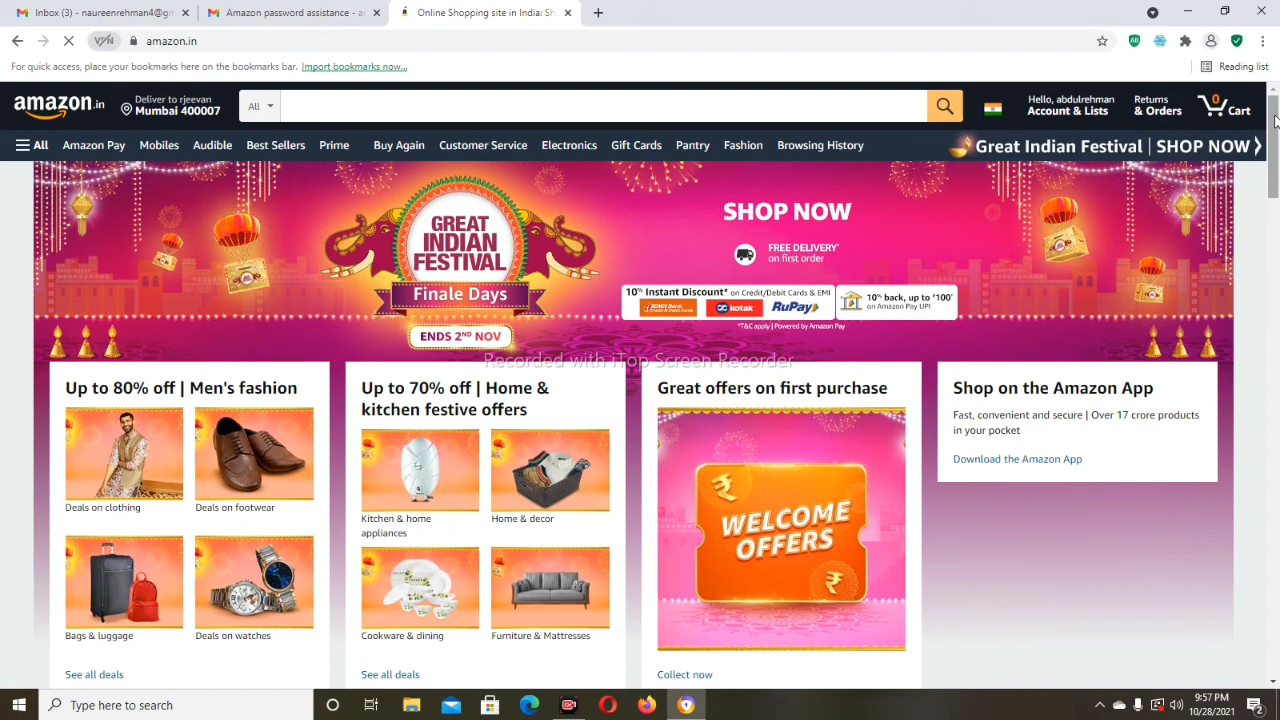 Inbox (3) - naureenrehman4@gm
Amazon password assistance - a
Online Shopping site in India: Sh
VPN
amazon.in
For quick access, place your bookmarks here on the bookmarks bar. Import bookmarks now...
Reading list
amazon.in
Deliver to rjeevan
Mumbai 400007
All
Hello, abdulrehman
Account & Lists
Returns
& Orders
0
Cart
All
Amazon Pay
Mobiles
Audible
Best Sellers
Prime
Buy Again
Customer Service
Electronics
Gift Cards
Pantry
Fashion
Browsing History
Great Indian Festival | SHOP NOW
GREAT
INDIAN
FESTIVAL
Finale Days
ENDS 2ND NOV
SHOP NOW
FREE DELIVERY*
on first order
10% Instant Discount* on Credit/Debit Cards & EMI
ICICI Bank
kotak
RuPay
10% back, up to ₹100*
on Amazon Pay UPI
*T&C apply | Powered by Amazon Pay
Recorded with iTop Screen Recorder
Up to 80% off | Men's fashion
Deals on clothing
Deals on footwear
Bags & luggage
Deals on watches
See all deals
Up to 70% off | Home &
kitchen festive offers
Kitchen & home
appliances
Home & decor
Cookware & dining
Furniture & Mattresses
See all deals
Great offers on first purchase
WELCOME
OFFERS
Collect now
Shop on the Amazon App
Fast, convenient and secure | Over 17 crore products
in your pocket
Download the Amazon App
Type here to search
9:57 PM
10/28/2021
2